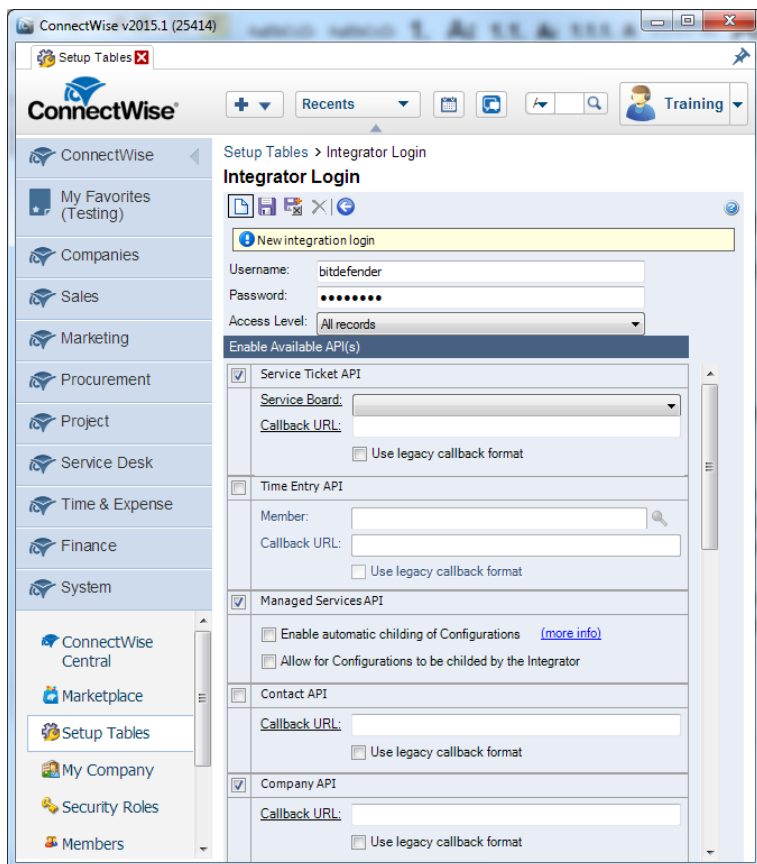 ConnectWise v2015.1 (25414)
Setup Tables
ConnectWise
Recents
Training
ConnectWise
My Favorites
(Testing)
Companies
Sales
Marketing
Procurement
Project
Service Desk
Time & Expense
Finance
System
ConnectWise
Central
Marketplace
Setup Tables
My Company
Security Roles
Members
Setup Tables > Integrator Login
Integrator Login
New integration login
Username: bitdefender
Password: ••••••••
Access Level: All records
Enable Available API(s)
Service Ticket API
Service Board:
Callback URL:
Use legacy callback format
Time Entry API
Member:
Callback URL:
Use legacy callback format
Managed Services API
Enable automatic childing of Configurations (more info)
Allow for Configurations to be childed by the Integrator
Contact API
Callback URL:
Use legacy callback format
Company API
Callback URL:
Use legacy callback format